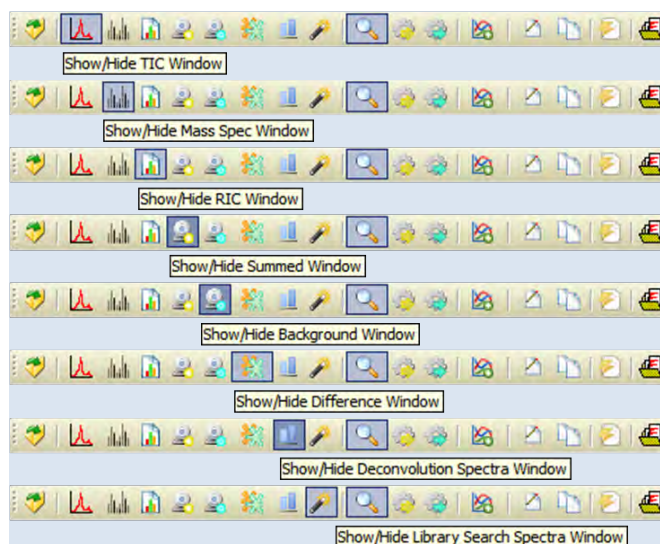 Show/Hide TIC Window
Show/Hide Mass Spec Window
Show/Hide RIC Window
Show/Hide Summed Window
Show/Hide Background Window
Show/Hide Difference Window
Show/Hide Deconvolution Spectra Window
Show/Hide Library Search Spectra Window